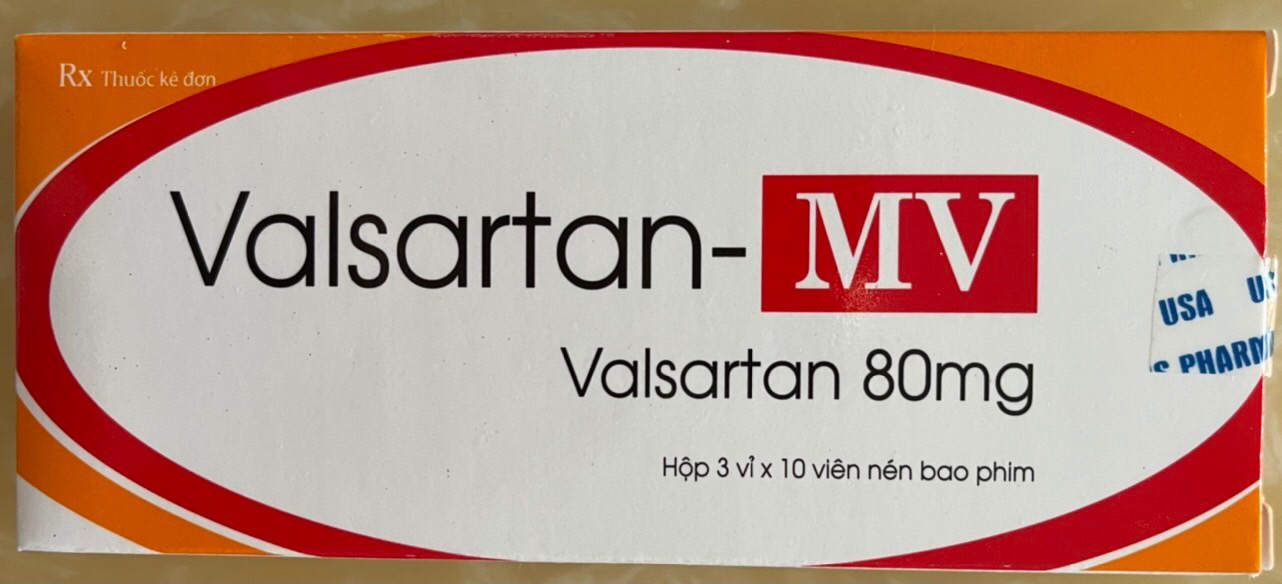 Rx Thuốc kê đơn
Valsartan-MV
Valsartan 80mg
Hộp 3 vỉ x 10 viên nén bao phim
USA